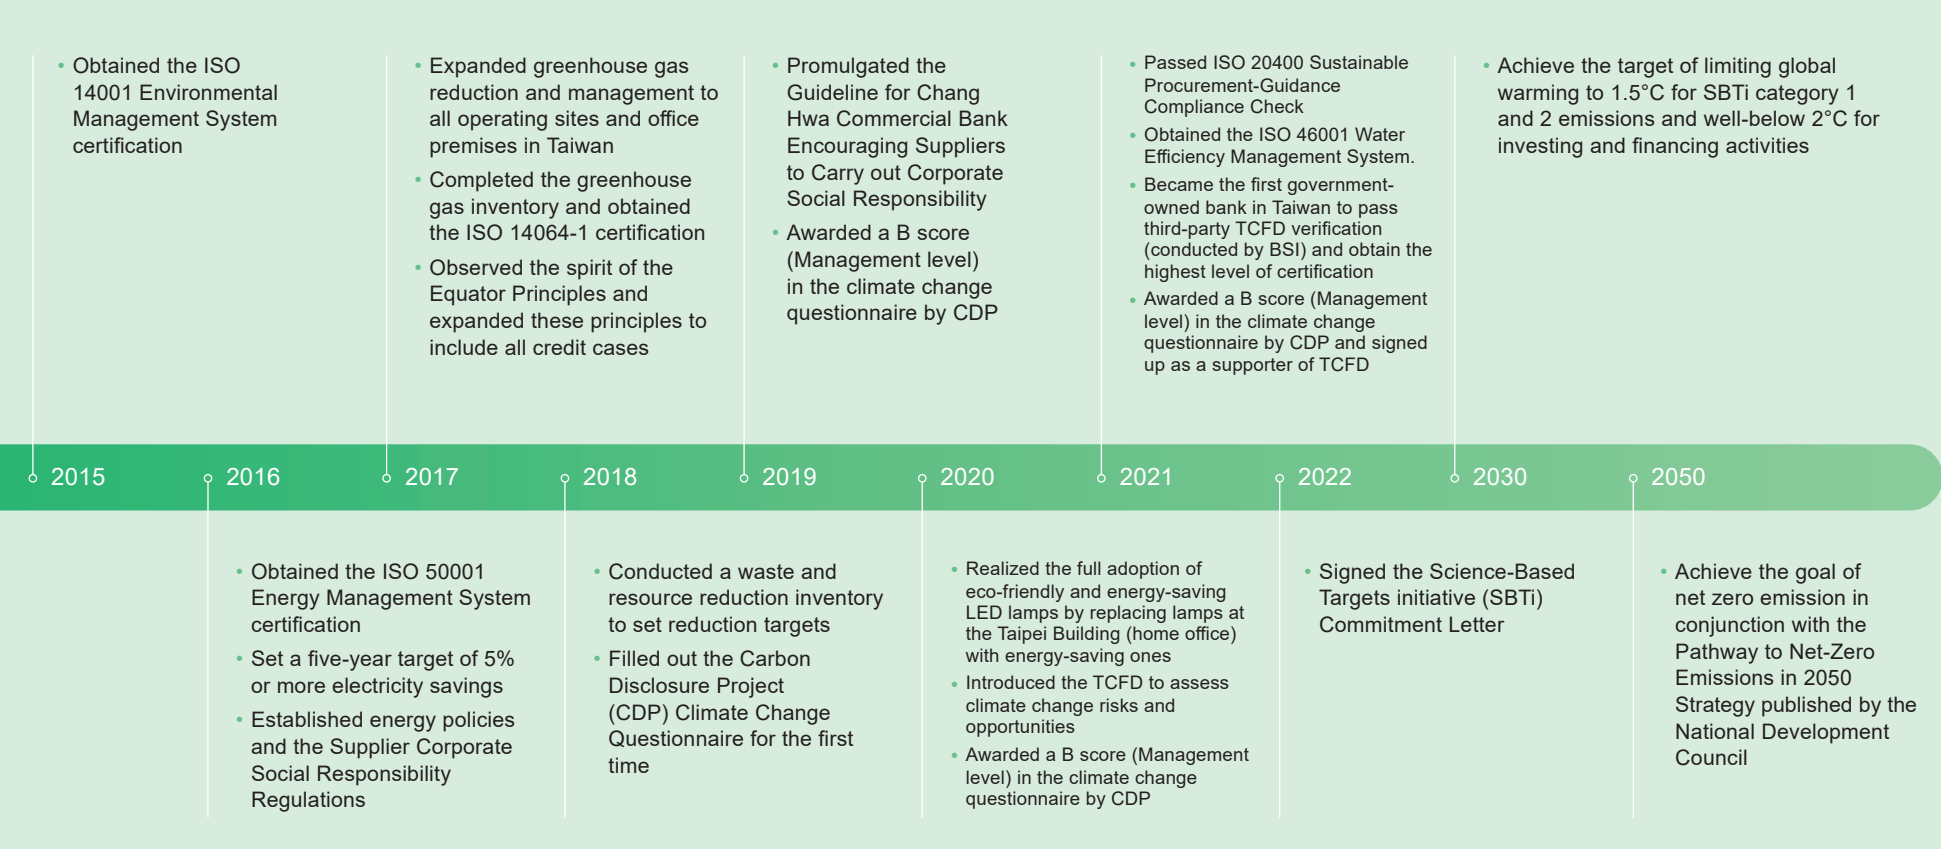 • Obtained the ISO
14001 Environmental
Management System
certification
• Expanded greenhouse gas
reduction and management to
all operating sites and office
premises in Taiwan
• Completed the greenhouse
gas inventory and obtained
the ISO 14064-1 certification
• Observed the spirit of the
Equator Principles and
expanded these principles to
include all credit cases
• Promulgated the
Guideline for Chang
Hwa Commercial Bank
Encouraging Suppliers
to Carry out Corporate
Social Responsibility
• Awarded a B score
(Management level)
in the climate change
questionnaire by CDP
• Passed ISO 20400 Sustainable
Procurement-Guidance
Compliance Check
• Obtained the ISO 46001 Water
Efficiency Management System.
• Became the first government-
owned bank in Taiwan to pass
third-party TCFD verification
(conducted by BSI) and obtain the
highest level of certification
• Awarded a B score (Management
level) in the climate change
questionnaire by CDP and signed
up as a supporter of TCFD
• Achieve the target of limiting global
warming to 1.5°C for SBTi category 1
and 2 emissions and well-below 2°C for
investing and financing activities
2015 2016 2017 2018 2019 2020 2021 2022 2030 2050
• Obtained the ISO 50001
Energy Management System
certification
• Set a five-year target of 5%
or more electricity savings
• Established energy policies
and the Supplier Corporate
Social Responsibility
Regulations
• Conducted a waste and
resource reduction inventory
to set reduction targets
• Filled out the Carbon
Disclosure Project
(CDP) Climate Change
Questionnaire for the first
time
• Realized the full adoption of
eco-friendly and energy-saving
LED lamps by replacing lamps at
the Taipei Building (home office)
with energy-saving ones
• Introduced the TCFD to assess
climate change risks and
opportunities
• Awarded a B score (Management
level) in the climate change
questionnaire by CDP
• Signed the Science-Based
Targets initiative (SBTi)
Commitment Letter
• Achieve the goal of
net zero emission in
conjunction with the
Pathway to Net-Zero
Emissions in 2050
Strategy published by the
National Development
Council